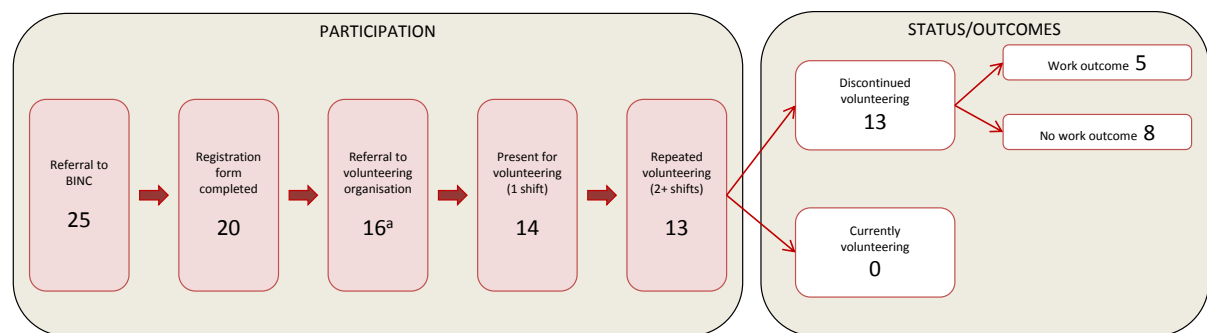 PARTICIPATION
Referral to
BINC
25
Registration
form
completed
20
Referral to
volunteering
organisation
16ª
Present for
volunteering
(1 shift)
14
Repeated
volunteering
(2+ shifts)
13
STATUS/OUTCOMES
Discontinued
volunteering
13
Work outcome 5
No work outcome 8
Currently
volunteering
0